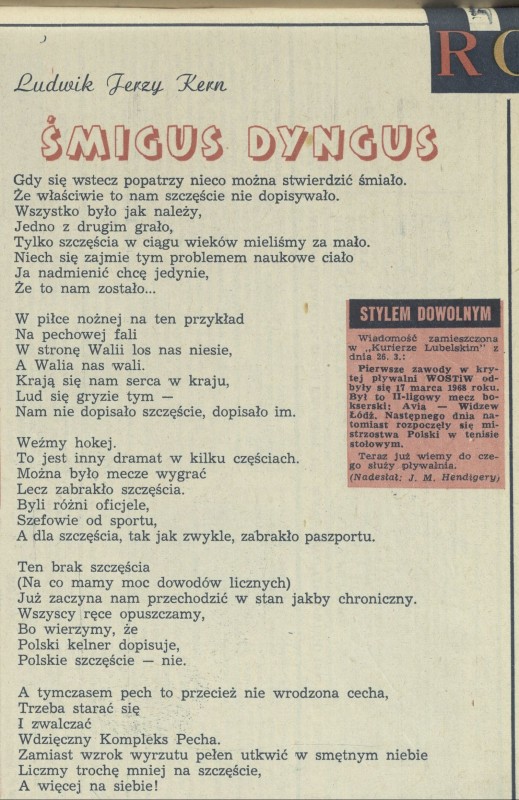 RO
Ludwik Jerzy Kern
ŚMIGUS DYNGUS
Gdy się wstecz popatrzy nieco można stwierdzić śmiało.
Że właściwie to nam szczęście nie dopisywało.
Wszystko było jak należy,
Jedno z drugim grało,
Tylko szczęścia w ciągu wieków mieliśmy za mało.
Niech się zajmie tym problemem naukowe ciało
Ja nadmienić chcę jedynie,
Że to nam zostało...
W piłce nożnej na ten przykład
Na pechowej fali
W stronę Walii los nas niesie,
A Walia nas wali.
Krają się nam serca w kraju,
Lud się gryzie tym —
Nam nie dopisało szczęście, dopisało im.
Weźmy hokej.
To jest inny dramat w kilku częściach.
Można było mecze wygrać
Lecz zabrakło szczęścia.
Byli różni oficjele,
Szefowie od sportu,
A dla szczęścia, tak jak zwykle, zabrakło paszportu.
Ten brak szczęścia
(Na co mamy moc dowodów licznych)
Już zaczyna nam przechodzić w stan jakby chroniczny.
Wszyscy ręce opuszczamy,
Bo wierzymy, że
Polski kelner dopisuje,
Polskie szczęście — nie.
A tymczasem pech to przecież nie wrodzona cecha,
Trzeba starać się
I zwalczać
Wdzięczny Kompleks Pecha.
Zamiast wzrok wyrzutu pełen utkwić w smętnym niebie
Liczmy trochę mniej na szczęście,
A więcej na siebie!
STYLEM DOWOLNYM
Wiadomość zamieszczona
w „Kurierze Lubelskim" z
dnia 26. 3.:
Pierwsze zawody w kry-
tej pływalni WOSTiW od-
były się 17 marca 1968 roku.
Był to II-ligowy mecz bo-
kserski: Avia — Widzew
Łódź. Następnego dnia na-
tomiast rozpoczęły się mi-
strzostwa Polski w tenisie
stołowym.
Teraz już wiemy do cze-
go służy pływalnia.
(Nadesłał: J. M. Hendigery)